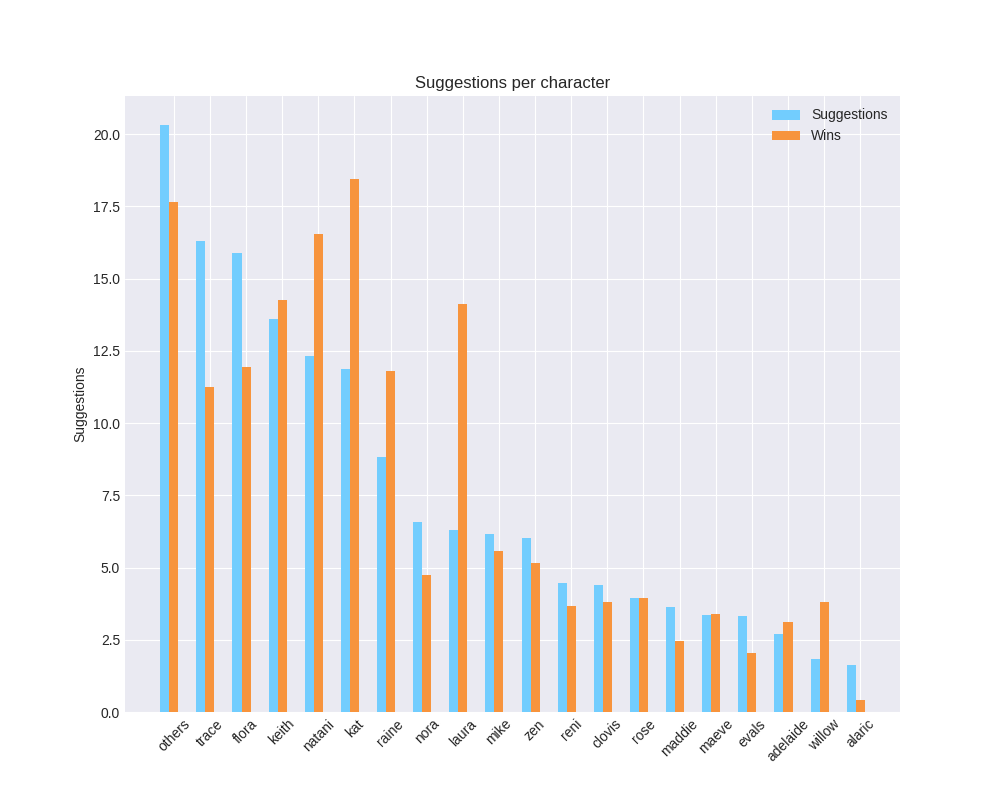 Suggestions per character
Suggestions
Wins
20.0
17.5
15.0
12.5
10.0
7.5
5.0
2.5
0.0
Suggestions
others
trace
flora
keith
natani
kat
raine
nora
laura
mike
zen
reni
clovis
rose
maddie
maeve
evals
adelaide
willow
alaric